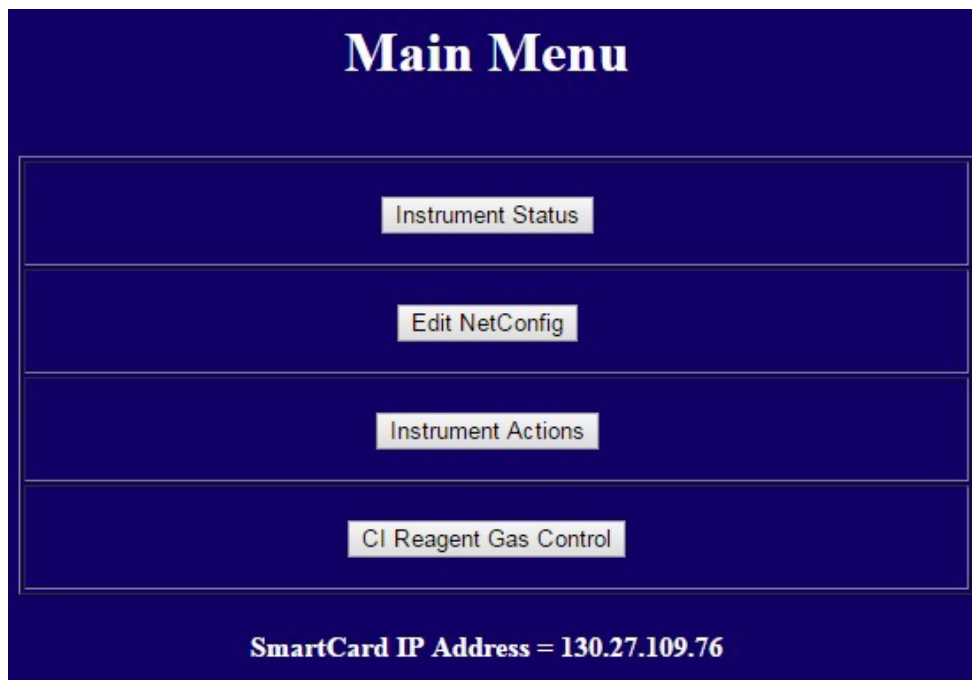 Main Menu
Instrument Status
Edit NetConfig
Instrument Actions
CI Reagent Gas Control
SmartCard IP Address = 130.27.109.76